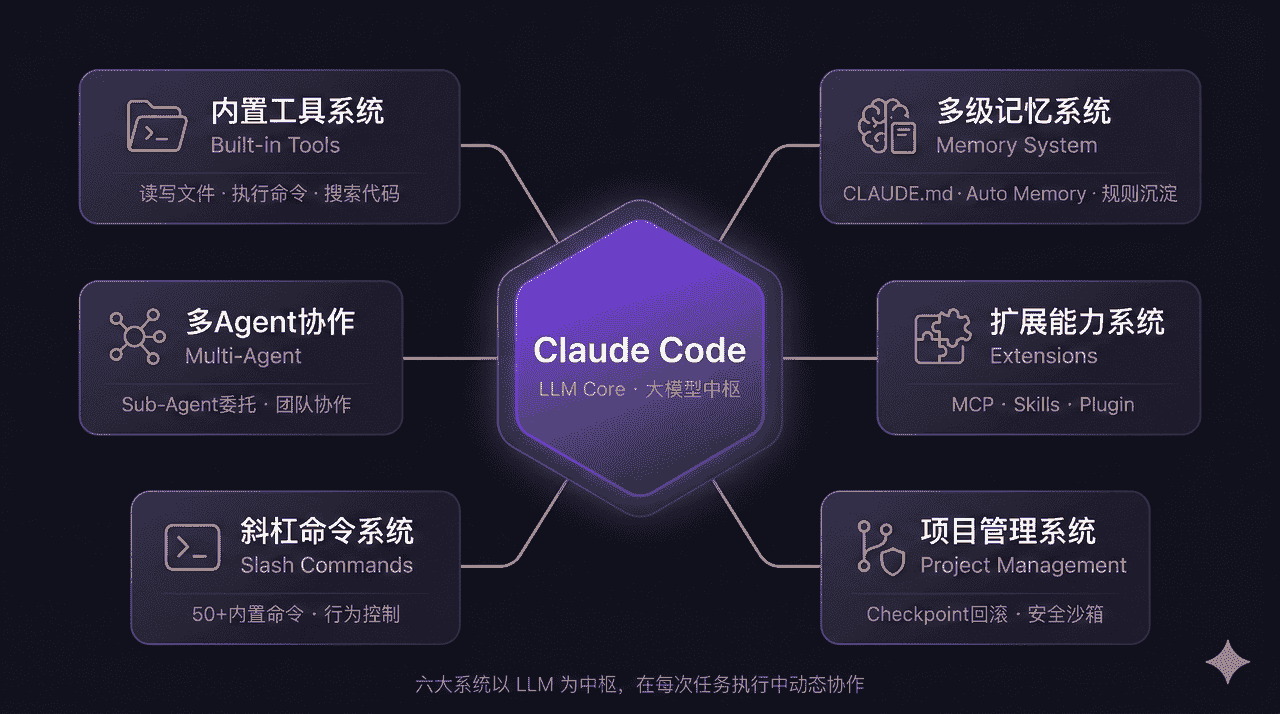 内置工具系统
Built-in Tools
读写文件 · 执行命令 · 搜索代码
多级记忆系统
Memory System
CLAUDE.md · Auto Memory · 规则沉淀
多Agent协作
Multi-Agent
Sub-Agent委托 · 团队协作
Claude Code
LLM Core · 大模型中枢
扩展能力系统
Extensions
MCP · Skills · Plugin
斜杠命令系统
Slash Commands
50+内置命令 · 行为控制
项目管理系统
Project Management
Checkpoint回滚 · 安全沙箱
六大系统以 LLM 为中枢，在每次任务执行中动态协作